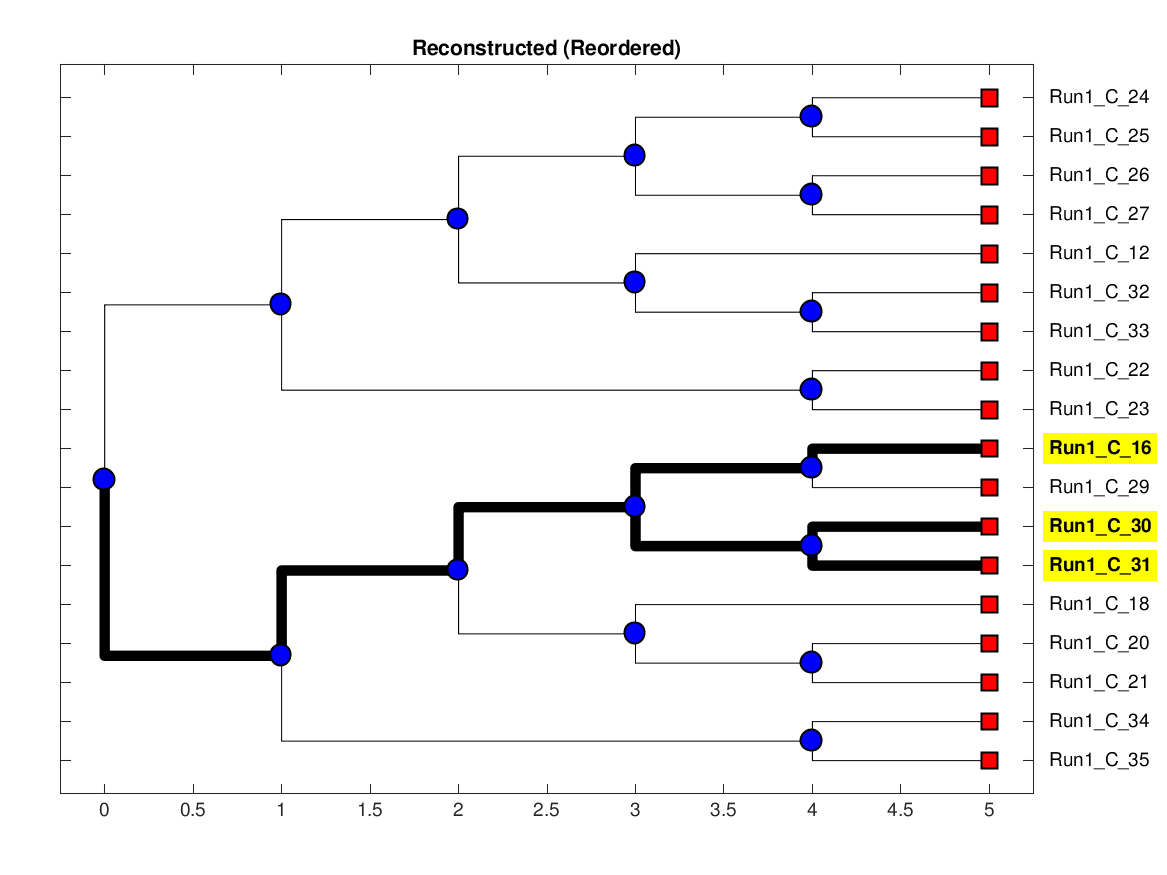 Reconstructed (Reordered)
Run1_C_24
Run1_C_25
Run1_C_26
Run1_C_27
Run1_C_12
Run1_C_32
Run1_C_33
Run1_C_22
Run1_C_23
Run1_C_16
Run1_C_29
Run1_C_30
Run1_C_31
Run1_C_18
Run1_C_20
Run1_C_21
Run1_C_34
Run1_C_35
0 0.5 1 1.5 2 2.5 3 3.5 4 4.5 5